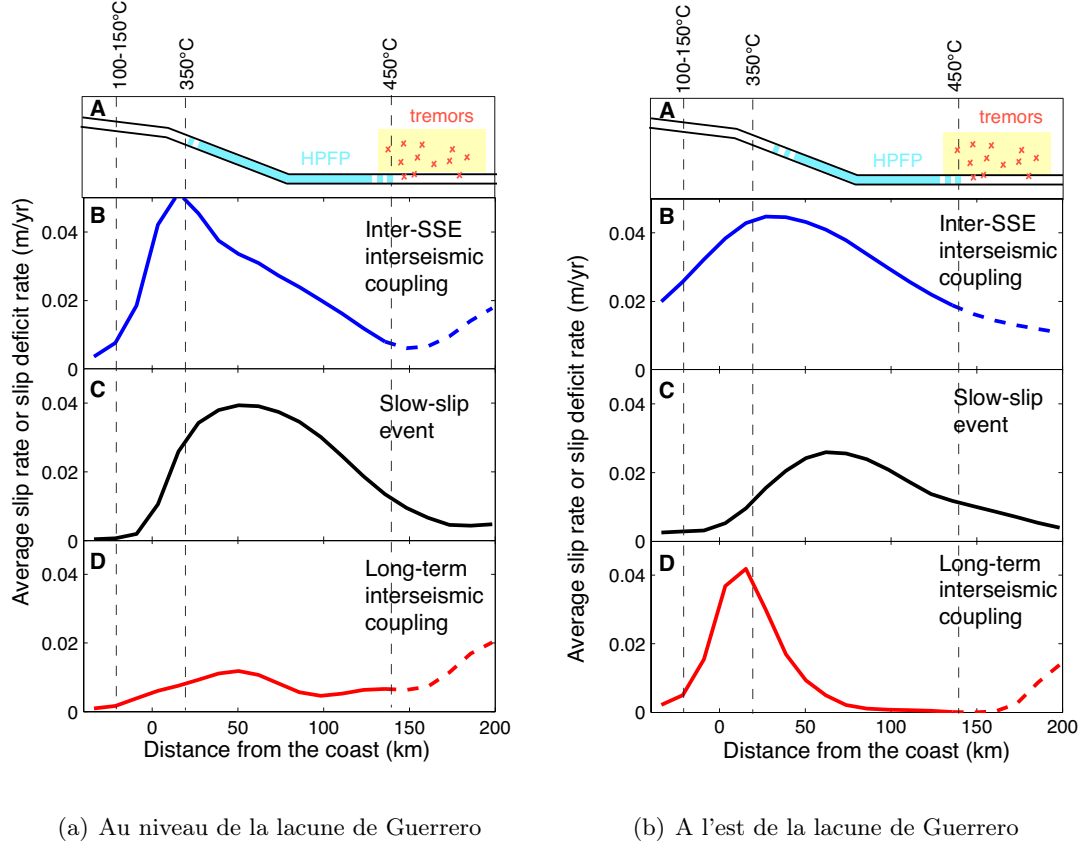 100-150°C
350°C
450°C
A
tremors
HPFP
Average slip rate or slip deficit rate (m/yr)
B
Inter-SSE
interseismic
coupling
0.04
0.02
0
C
Slow-slip
event
0.04
0.02
0
D
Long-term
interseismic
coupling
0.04
0.02
0
0
50
100
150
200
Distance from the coast (km)
(a) Au niveau de la lacune de Guerrero
100-150°C
350°C
450°C
A
tremors
HPFP
Average slip rate or slip deficit rate (m/yr)
B
Inter-SSE
interseismic
coupling
0.04
0.02
0
C
Slow-slip
event
0.04
0.02
0
D
Long-term
interseismic
coupling
0.04
0.02
0
0
50
100
150
200
Distance from the coast (km)
(b) A l'est de la lacune de Guerrero